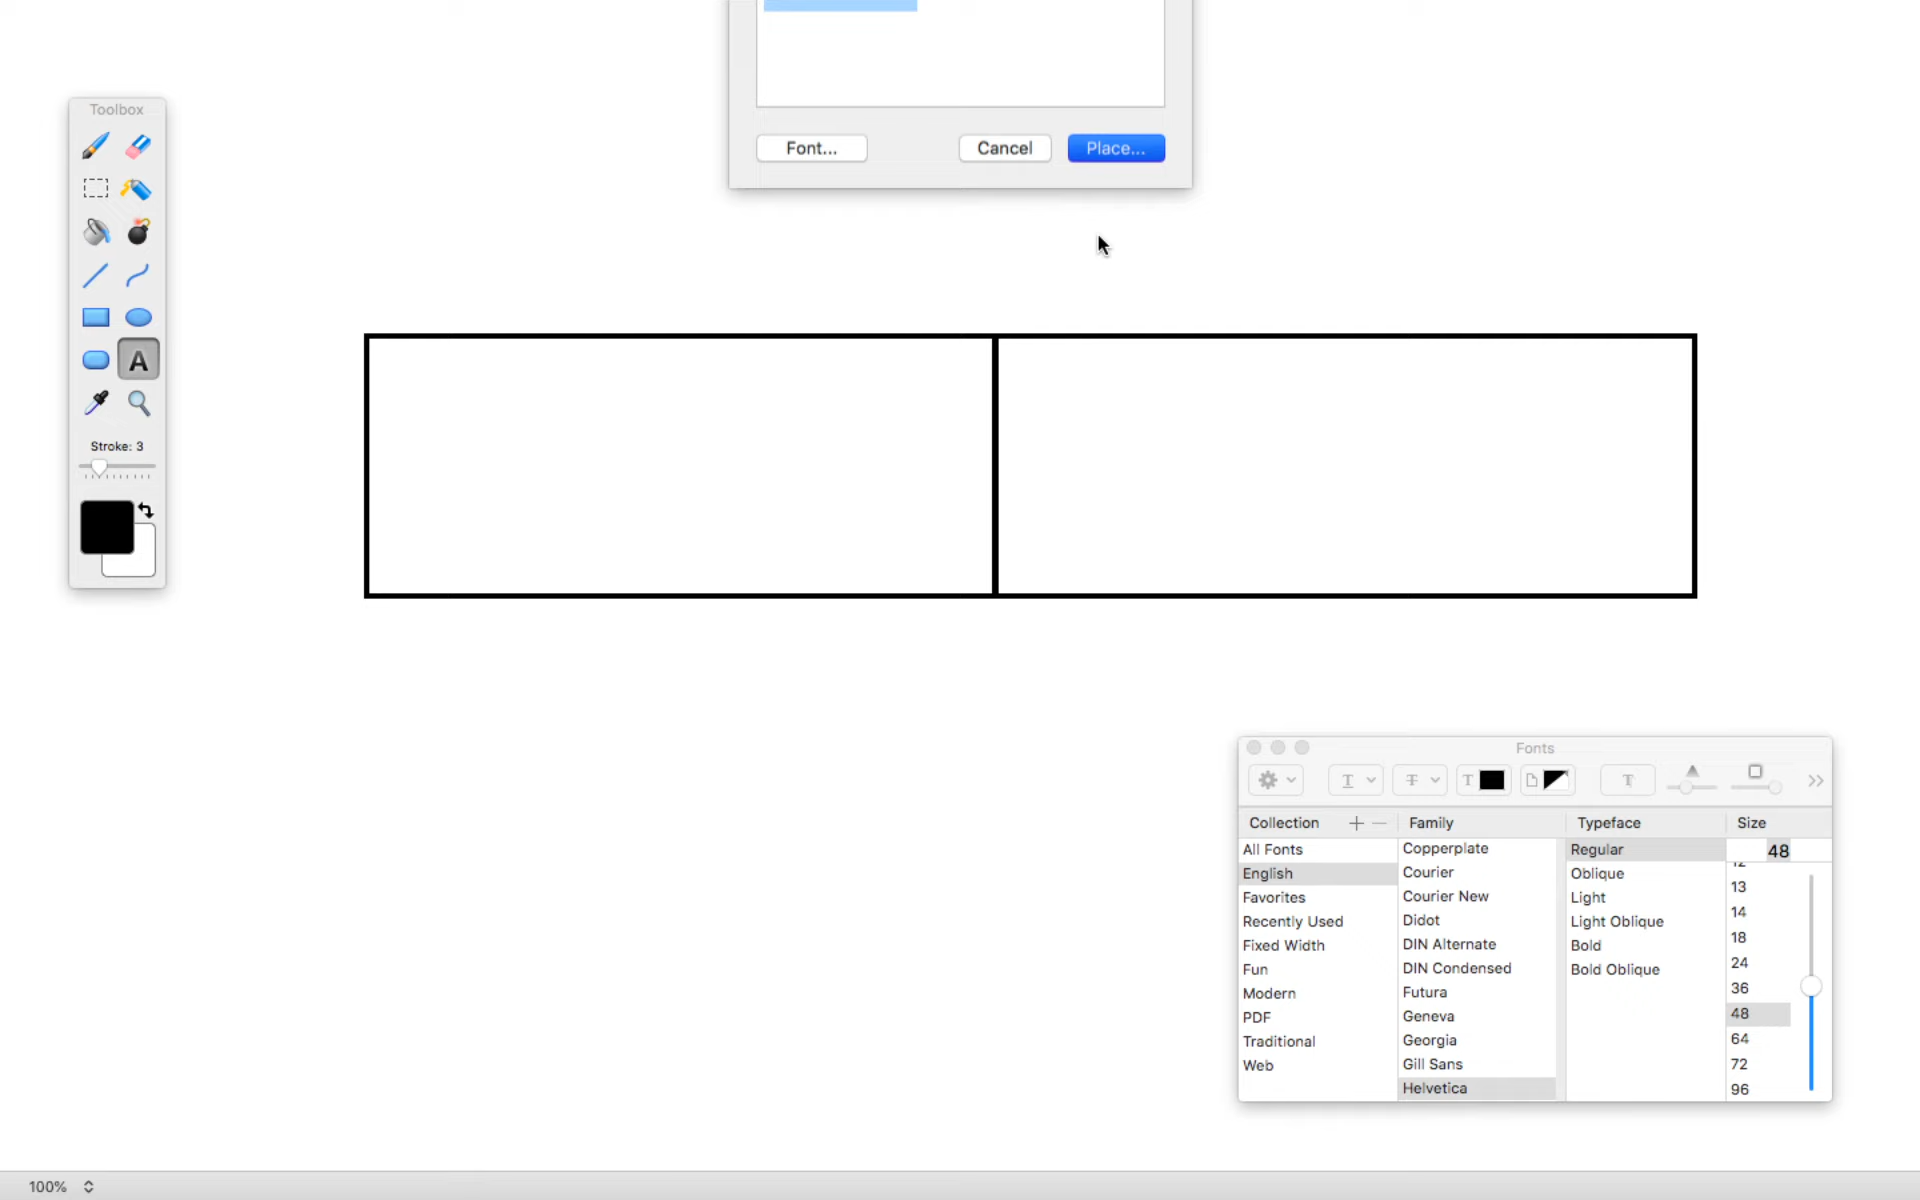 Toolbox
Font...
Cancel
Place...
A
Stroke: 3
Fonts
T
T
T
T
Collection
Family
Typeface
Size
All Fonts
English
Favorites
Recently Used
Fixed Width
Fun
Modern
PDF
Traditional
Web
Copperplate
Courier
Courier New
Didot
DIN Alternate
DIN Condensed
Futura
Geneva
Georgia
Gill Sans
Helvetica
Regular
Oblique
Light
Light Oblique
Bold
Bold Oblique
48
12
13
14
18
24
36
48
64
72
96
100%